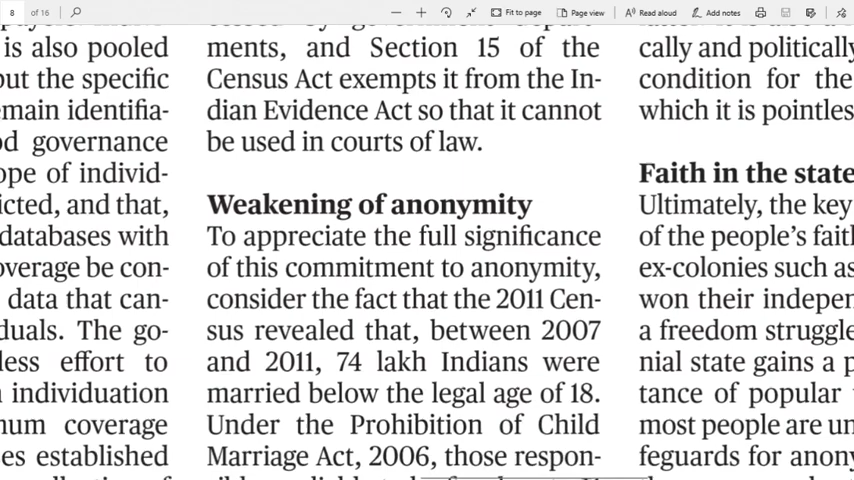 8 of 16
Fit to page
Page view
Read aloud
Add notes
is also pooled
but the specific
emain identifia-
od governance
ope of individ-
icted, and that,
databases with
overage be con-
data that can-
duals. The go-
less effort to
individuation
num coverage
es established
ments, and Section 15 of the
Census Act exempts it from the In-
dian Evidence Act so that it cannot
be used in courts of law.
Weakening of anonymity
To appreciate the full significance
of this commitment to anonymity,
consider the fact that the 2011 Cen-
sus revealed that, between 2007
and 2011, 74 lakh Indians were
married below the legal age of 18.
Under the Prohibition of Child
Marriage Act, 2006, those respon-
cally and politically
condition for the
which it is pointles
Faith in the state
Ultimately, the key
of the people's fait
ex-colonies such as
won their indepen
a freedom struggle
nial state gains a p
tance of popular
most people are un
feguards for anony